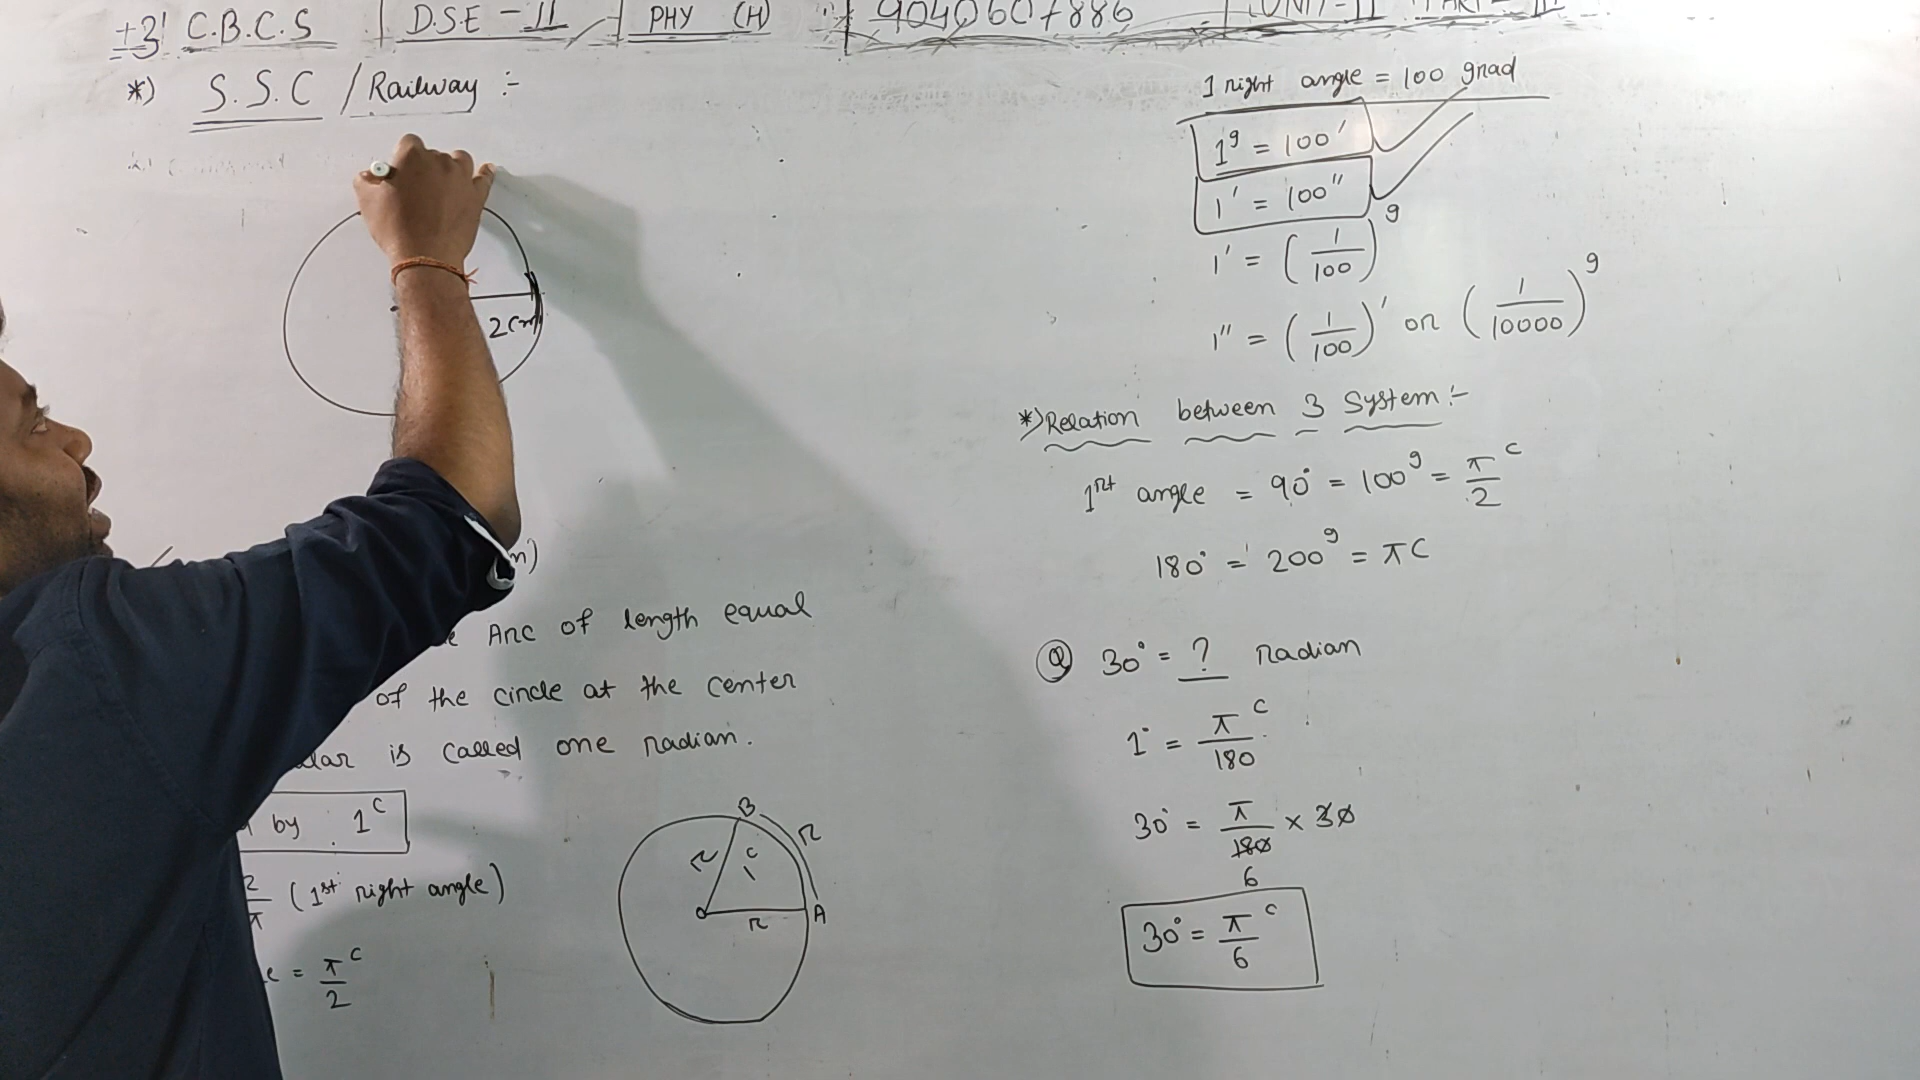 +3 C.B.C.S | DSE - II | PHY (H)
*) S.S.C / Railway :-
2cm
Arc of length equal
of the circle at the center
is called one radian.
by 1ᶜ
(1st right angle)
= π/2 ᶜ
B
r
r
1ᶜ
O
r
A
1 right angle = 100 grad
1ᵍ = 100′
1′ = 100″
1′ = (1/100)ᵍ
1″ = (1/100)′ or (1/10000)ᵍ
*) Relation between 3 System :-
1rt angle = 90° = 100ᵍ = π/2 ᶜ
180° = 200ᵍ = πc
Q 30° = ? radian
1° = π/180 ᶜ
30° = π/180 × 30
6
30° = π/6 ᶜ